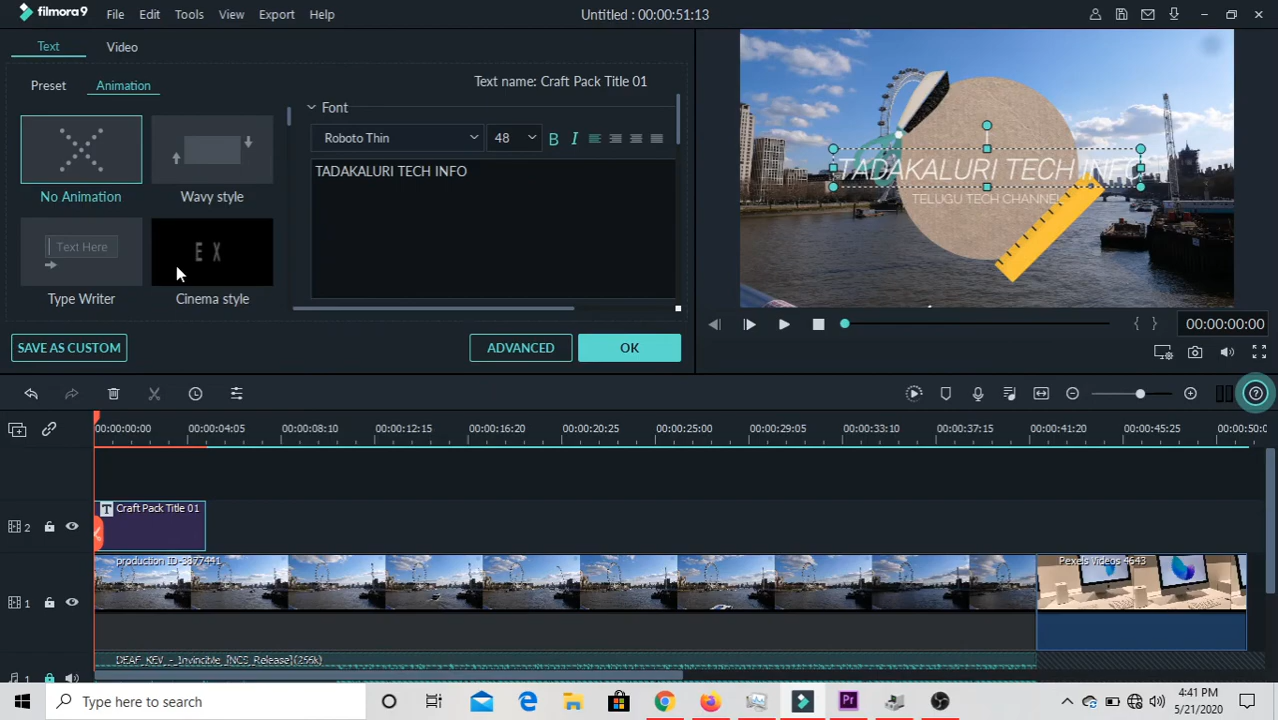 filmora9 File Edit Tools View Export Help Untitled : 00:00:51:13
Text Video
Preset Animation Text name: Craft Pack Title 01
Font
Roboto Thin 48 B I
TADAKALURI TECH INFO
No Animation Wavy style
Text Here E X
Type Writer Cinema style
SAVE AS CUSTOM ADVANCED OK
TADAKALURI TECH INFO
TELUGU TECH CHANNEL
{ } 00:00:00:00
00:00:00:00 00:00:04:05 00:00:08:10 00:00:12:15 00:00:16:20 00:00:20:25 00:00:25:00 00:00:29:05 00:00:33:10 00:00:37:15 00:00:41:20 00:00:45:25 00:00:50:0
2 T Craft Pack Title 01
production ID-3977441 Pexels Videos 4643
1
DEAF_KEV_-_Invincible_[NCS_Release](256k)
1
Type here to search
Pr
4:41 PM
5/21/2020